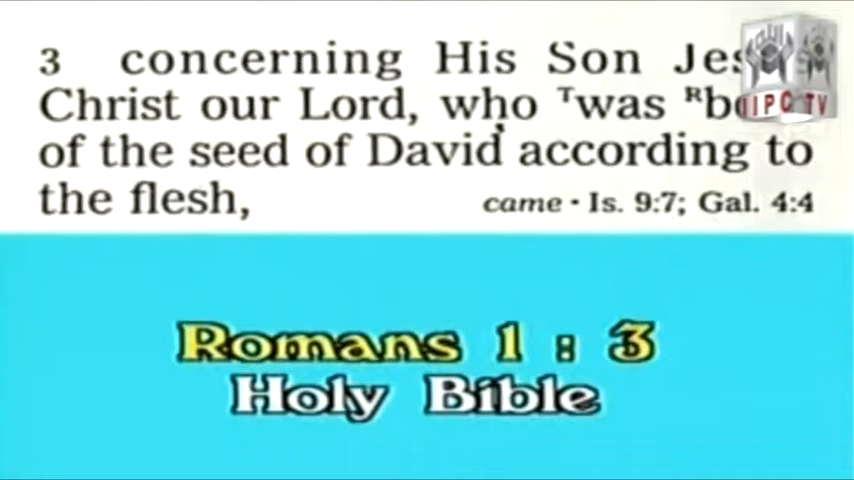 3 concerning His Son
Christ our Lord, who ᵀwas
of the seed of David according to
the flesh, came · Is. 9:7; Gal. 4:4
IIPC TV
Romans 1 : 3
Holy Bible